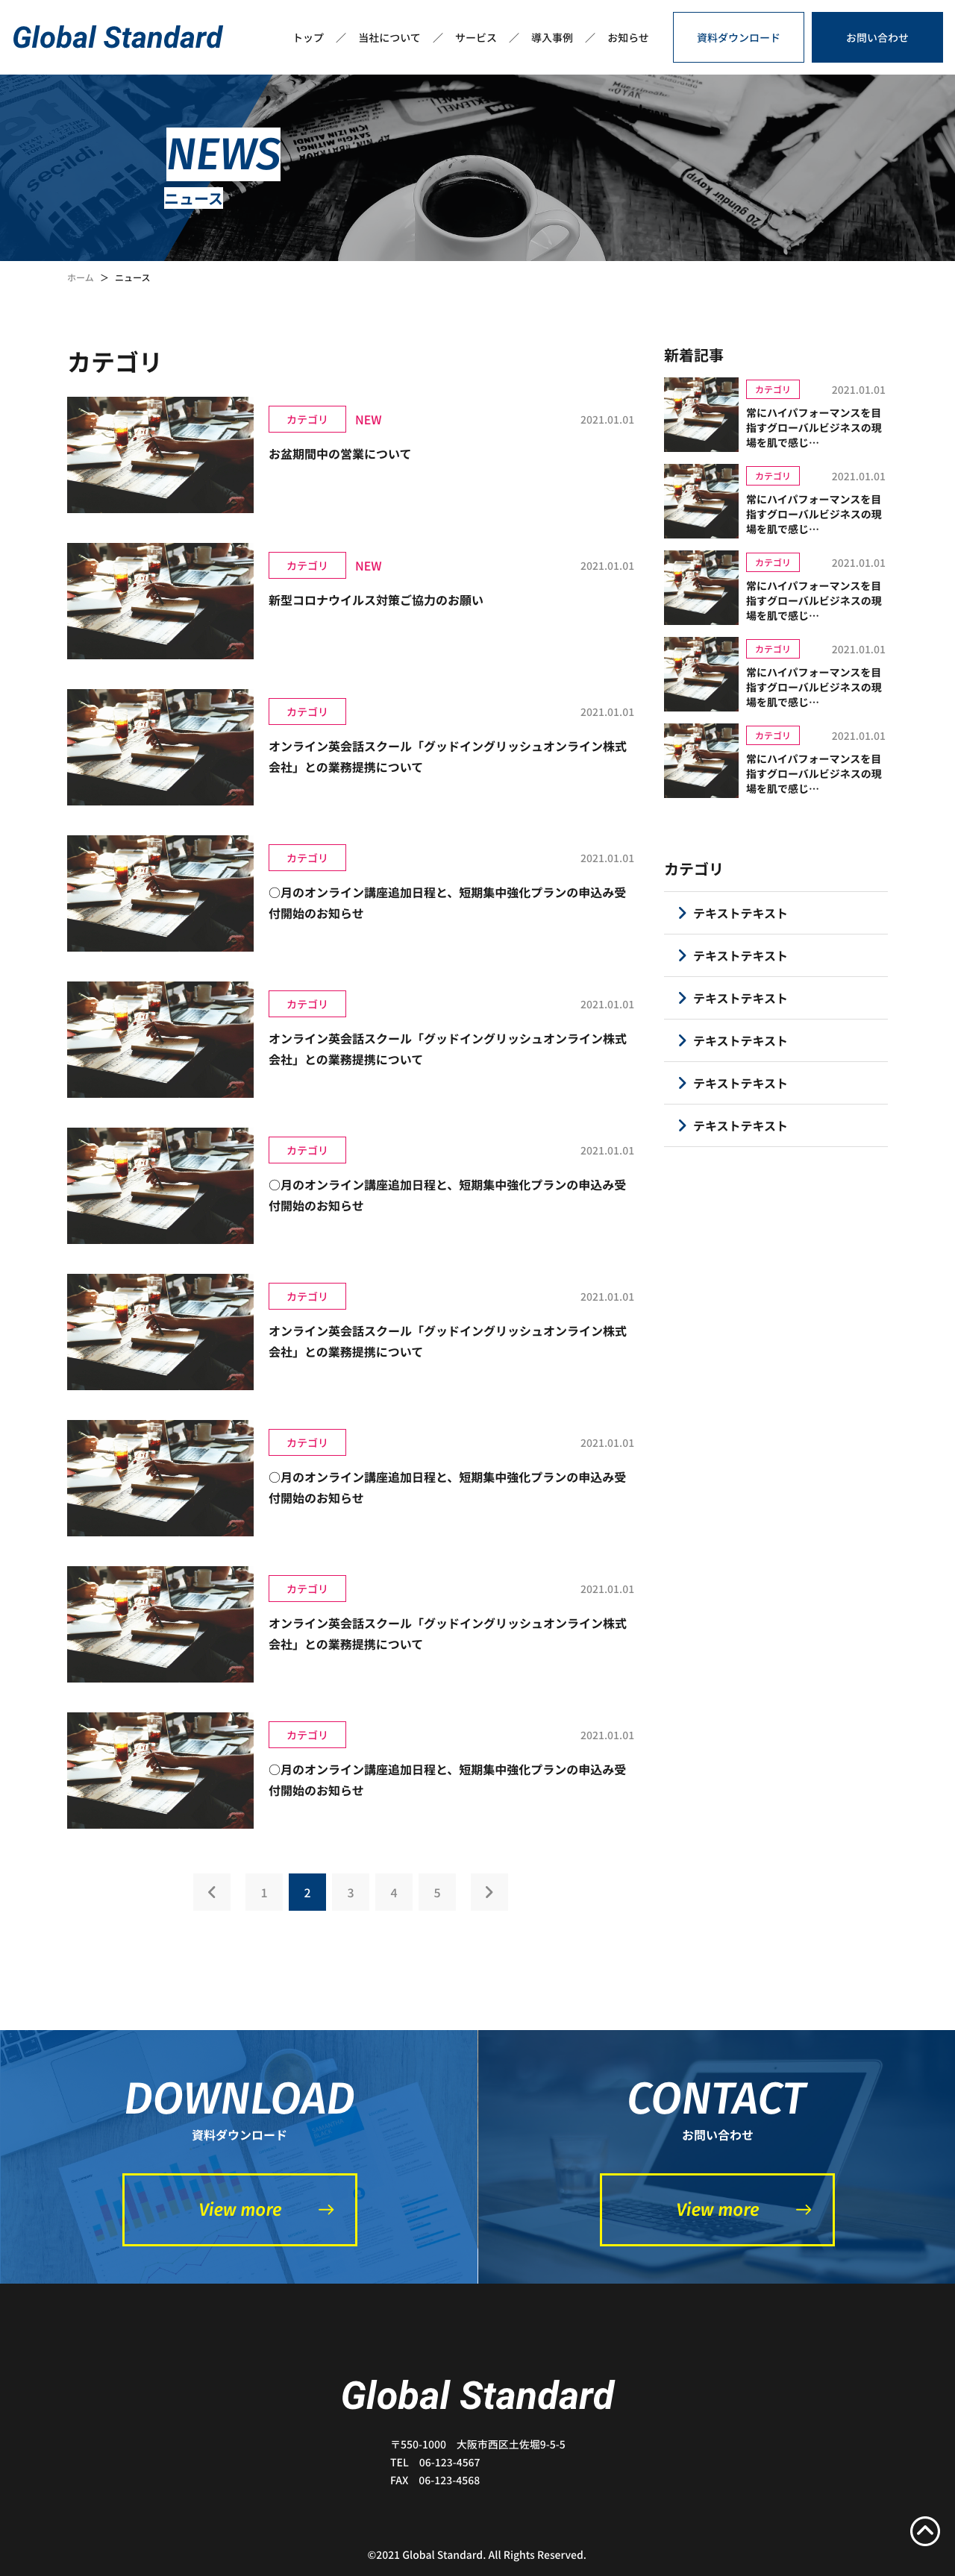 Global Standard
トップ ／ 当社について ／ サービス ／ 導入事例 ／ お知らせ
資料ダウンロード
お問い合わせ
NEWS
ニュース
ホーム ＞ ニュース
カテゴリ
カテゴリ NEW 2021.01.01
お盆期間中の営業について
カテゴリ NEW 2021.01.01
新型コロナウイルス対策ご協力のお願い
カテゴリ 2021.01.01
オンライン英会話スクール「グッドイングリッシュオンライン株式
会社」との業務提携について
カテゴリ 2021.01.01
〇月のオンライン講座追加日程と、短期集中強化プランの申込み受
付開始のお知らせ
カテゴリ 2021.01.01
オンライン英会話スクール「グッドイングリッシュオンライン株式
会社」との業務提携について
カテゴリ 2021.01.01
〇月のオンライン講座追加日程と、短期集中強化プランの申込み受
付開始のお知らせ
カテゴリ 2021.01.01
オンライン英会話スクール「グッドイングリッシュオンライン株式
会社」との業務提携について
カテゴリ 2021.01.01
〇月のオンライン講座追加日程と、短期集中強化プランの申込み受
付開始のお知らせ
カテゴリ 2021.01.01
オンライン英会話スクール「グッドイングリッシュオンライン株式
会社」との業務提携について
カテゴリ 2021.01.01
〇月のオンライン講座追加日程と、短期集中強化プランの申込み受
付開始のお知らせ
1 2 3 4 5
新着記事
カテゴリ 2021.01.01
常にハイパフォーマンスを目
指すグローバルビジネスの現
場を肌で感じ…
カテゴリ 2021.01.01
常にハイパフォーマンスを目
指すグローバルビジネスの現
場を肌で感じ…
カテゴリ 2021.01.01
常にハイパフォーマンスを目
指すグローバルビジネスの現
場を肌で感じ…
カテゴリ 2021.01.01
常にハイパフォーマンスを目
指すグローバルビジネスの現
場を肌で感じ…
カテゴリ 2021.01.01
常にハイパフォーマンスを目
指すグローバルビジネスの現
場を肌で感じ…
カテゴリ
テキストテキスト
テキストテキスト
テキストテキスト
テキストテキスト
テキストテキスト
テキストテキスト
DOWNLOAD
資料ダウンロード
View more
CONTACT
お問い合わせ
View more
Global Standard
〒550-1000　大阪市西区土佐堀9-5-5
TEL　06-123-4567
FAX　06-123-4568
©2021 Global Standard. All Rights Reserved.